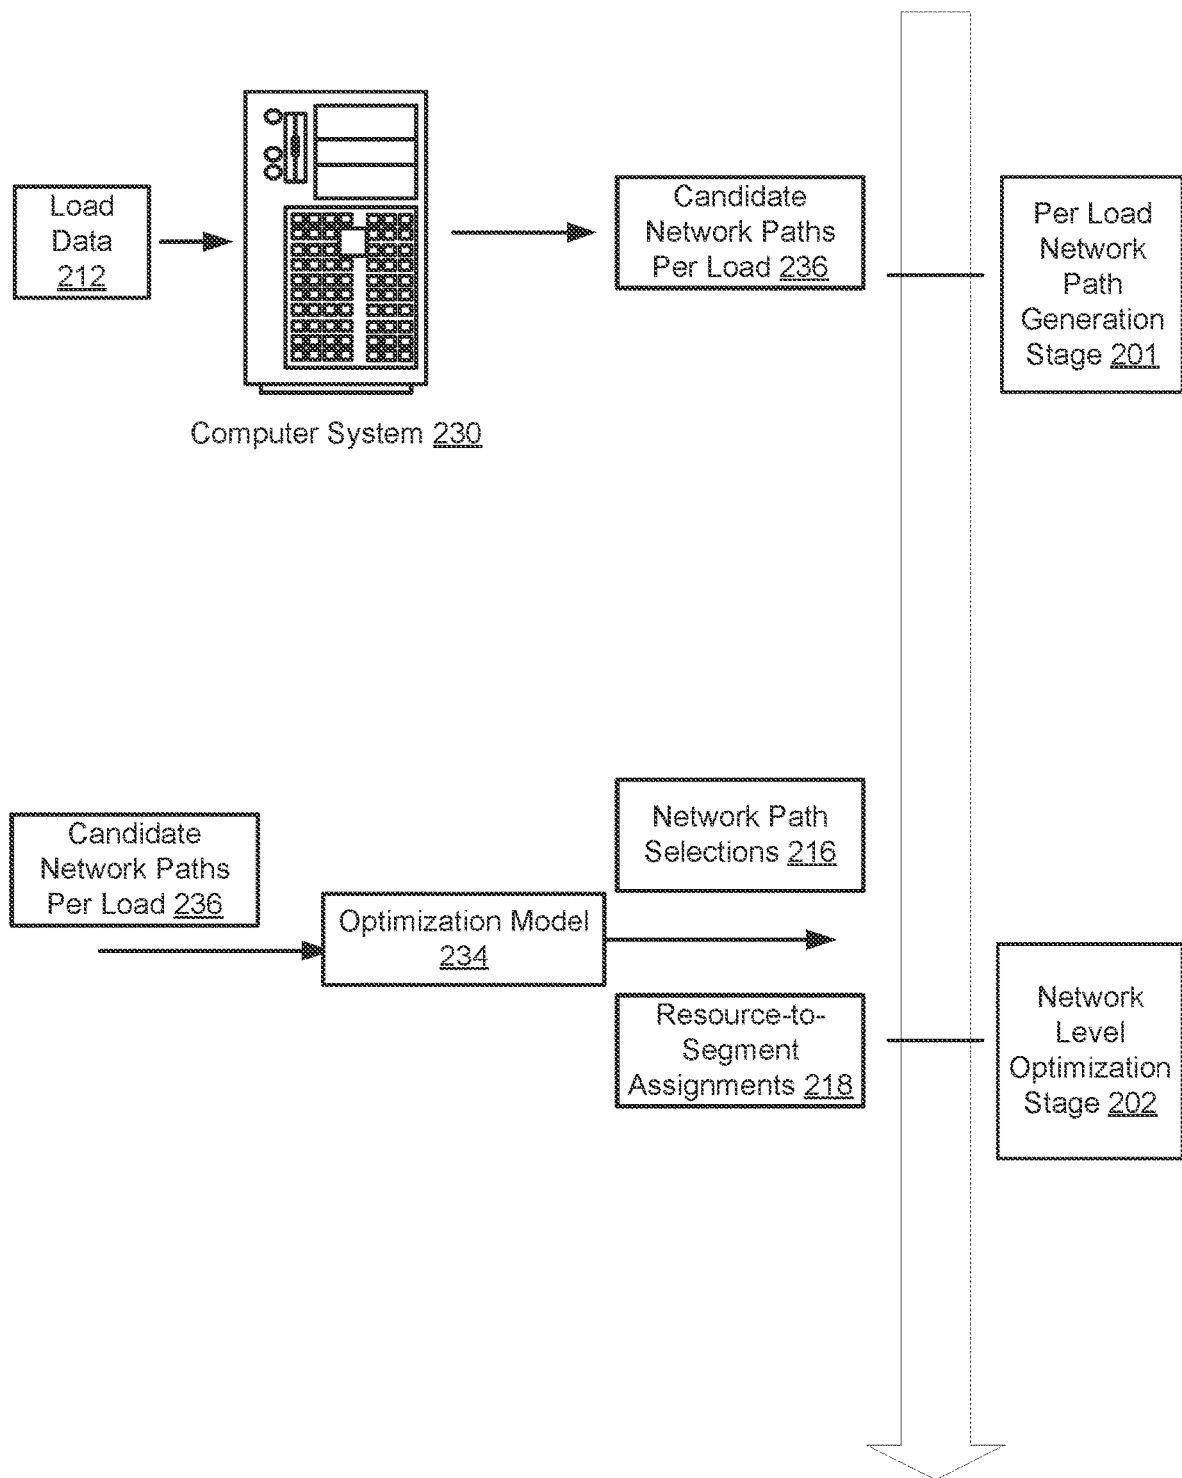 Load
Data
212
Computer System 230
Candidate
Network Paths
Per Load 236
Per Load
Network
Path
Generation
Stage 201
Candidate
Network Paths
Per Load 236
Optimization Model
234
Network Path
Selections 216
Resource-to-
Segment
Assignments 218
Network
Level
Optimization
Stage 202